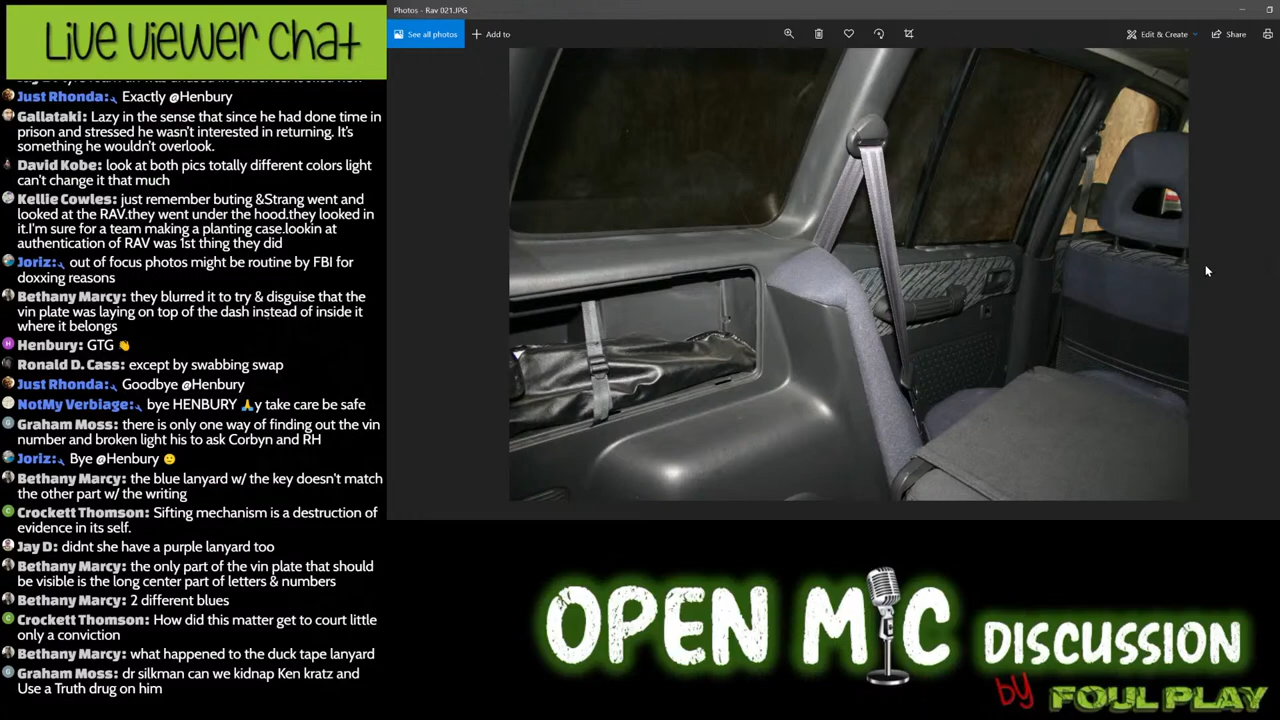 Live Viewer Chat
Just Rhonda: Exactly @Henbury
Gallataki: Lazy in the sense that since he had done time in
prison and stressed he wasn't interested in returning. It's
something he wouldn't overlook.
David Kobe: look at both pics totally different colors light
can't change it that much
Kellie Cowles: just remember buting &Strang went and
looked at the RAV.they went under the hood.they looked in
it.I'm sure for a team making a planting case.lookin at
authentication of RAV was 1st thing they did
Joriz: out of focus photos might be routine by FBI for
doxxing reasons
Bethany Marcy: they blurred it to try & disguise that the
vin plate was laying on top of the dash instead of inside it
where it belongs
Henbury: GTG 👋
Ronald D. Cass: except by swabbing swap
Just Rhonda: Goodbye @Henbury
NotMy Verbiage: bye HENBURY 🙏y take care be safe
Graham Moss: there is only one way of finding out the vin
number and broken light his to ask Corbyn and RH
Joriz: Bye @Henbury 🙁
Bethany Marcy: the blue lanyard w/ the key doesn't match
the other part w/ the writing
Crockett Thomson: Sifting mechanism is a destruction of
evidence in its self.
Jay D: didnt she have a purple lanyard too
Bethany Marcy: the only part of the vin plate that should
be visible is the long center part of letters & numbers
Bethany Marcy: 2 different blues
Crockett Thomson: How did this matter get to court little
only a conviction
Bethany Marcy: what happened to the duck tape lanyard
Graham Moss: dr silkman can we kidnap Ken kratz and
Use a Truth drug on him
Photos - Rav 021.JPG
See all photos
Add to
Edit & Create
Share
OPEN MIC
DISCUSSION
by FOUL PLAY